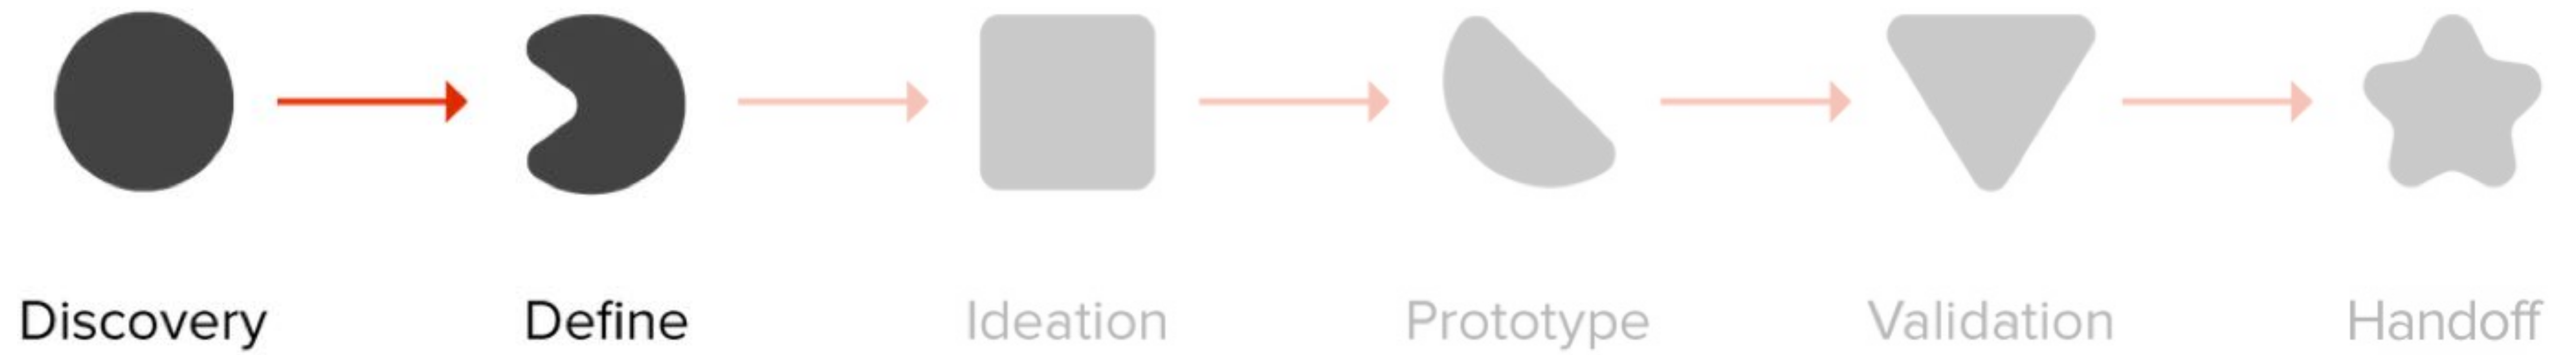 Discovery
Define
Ideation
Prototype
Validation
Handoff